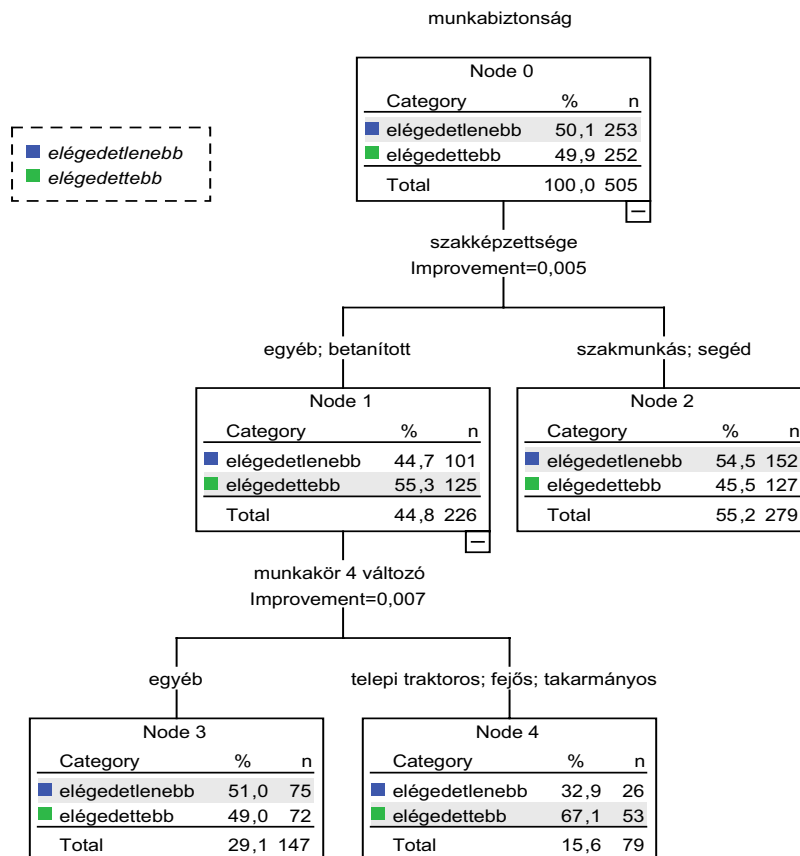 munkabiztonság
Node 0
Category % n
elégedetlenebb 50,1 253
elégedettebb 49,9 252
Total 100,0 505
elégedetlenebb
elégedettebb
szakképzettsége
Improvement=0,005
egyéb; betanított
szakmunkás; segéd
Node 1
Category % n
elégedetlenebb 44,7 101
elégedettebb 55,3 125
Total 44,8 226
Node 2
Category % n
elégedetlenebb 54,5 152
elégedettebb 45,5 127
Total 55,2 279
munkakör 4 változó
Improvement=0,007
egyéb
telepi traktoros; fejős; takarmányos
Node 3
Category % n
elégedetlenebb 51,0 75
elégedettebb 49,0 72
Total 29,1 147
Node 4
Category % n
elégedetlenebb 32,9 26
elégedettebb 67,1 53
Total 15,6 79